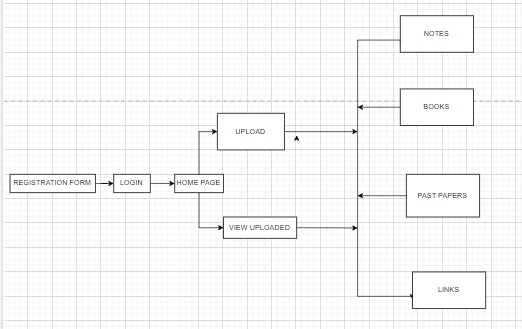 NOTES
BOOKS
UPLOAD
REGISTRATION FORM
LOGIN
HOME PAGE
PAST PAPERS
VIEW UPLOADED
LINKS